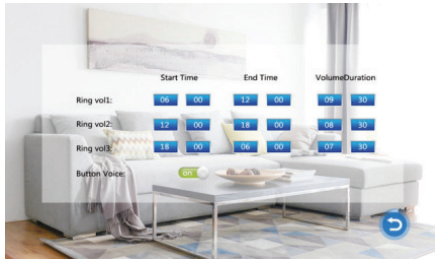 Start Time End Time VolumeDuration
Ring vol1: 06 00 12 00 09 30
Ring vol2: 12 00 18 00 08 30
Ring vol3: 18 00 06 00 07 30
Button Voice: on